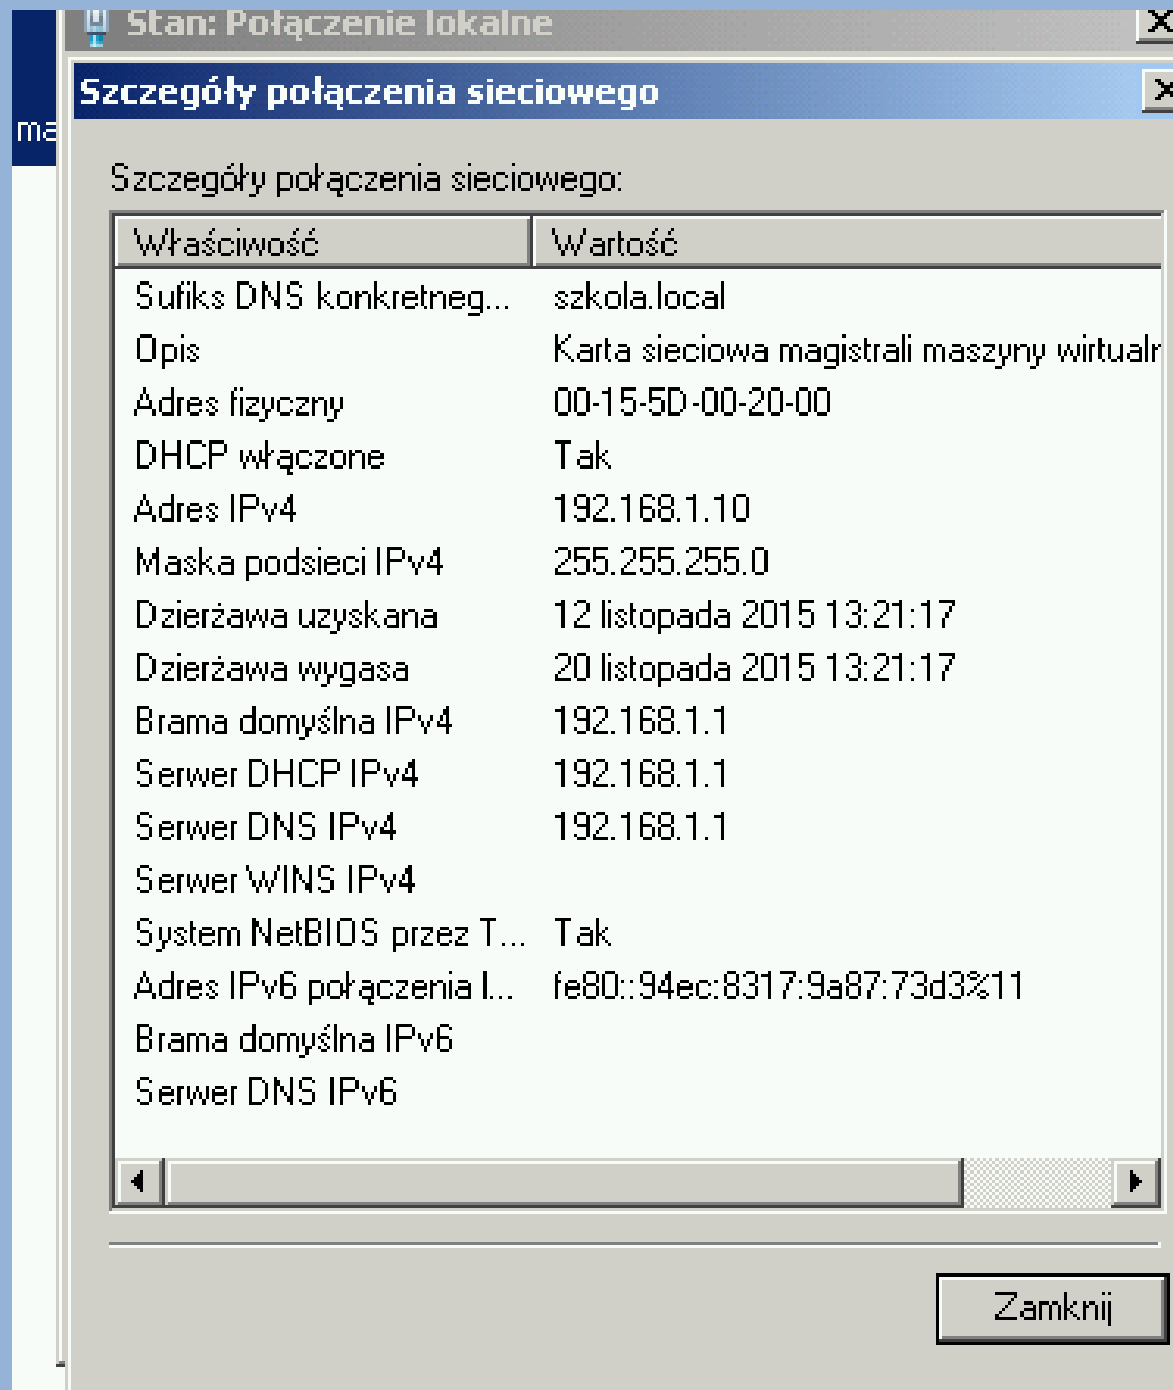 Stan: Połączenie lokalne
Szczegóły połączenia sieciowego
ma
Szczegóły połączenia sieciowego:
Właściwość Wartość
Sufiks DNS konkretneg... szkola.local
Opis Karta sieciowa magistrali maszyny wirtualn
Adres fizyczny 00-15-5D-00-20-00
DHCP włączone Tak
Adres IPv4 192.168.1.10
Maska podsieci IPv4 255.255.255.0
Dzierżawa uzyskana 12 listopada 2015 13:21:17
Dzierżawa wygasa 20 listopada 2015 13:21:17
Brama domyślna IPv4 192.168.1.1
Serwer DHCP IPv4 192.168.1.1
Serwer DNS IPv4 192.168.1.1
Serwer WINS IPv4
System NetBIOS przez T... Tak
Adres IPv6 połączenia l... fe80::94ec:8317:9a87:73d3%11
Brama domyślna IPv6
Serwer DNS IPv6
Zamknij